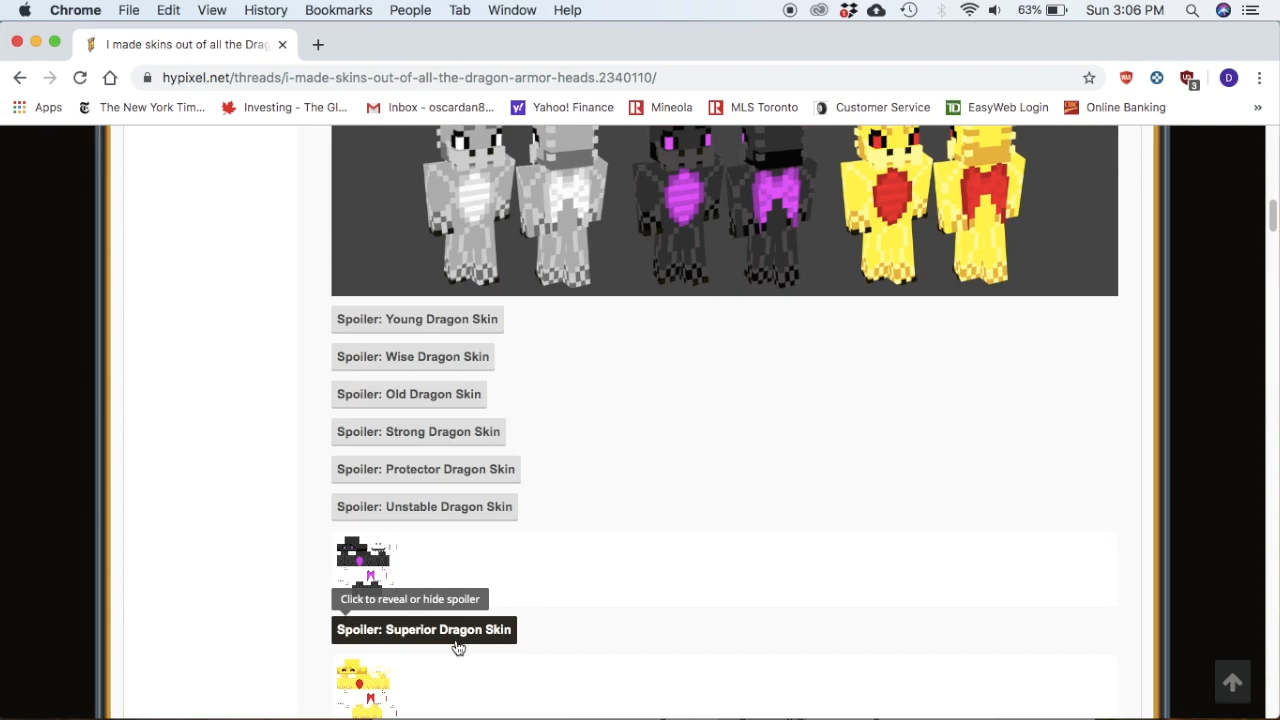 Chrome File Edit View History Bookmarks People Tab Window Help 63% Sun 3:06 PM
I made skins out of all the Drag
hypixel.net/threads/i-made-skins-out-of-all-the-dragon-armor-heads.2340110/ 3 D
Apps The New York Tim... Investing - The Gl... Inbox - oscardan8... Yahoo! Finance Mineola MLS Toronto Customer Service EasyWeb Login Online Banking »
Spoiler: Young Dragon Skin
Spoiler: Wise Dragon Skin
Spoiler: Old Dragon Skin
Spoiler: Strong Dragon Skin
Spoiler: Protector Dragon Skin
Spoiler: Unstable Dragon Skin
Click to reveal or hide spoiler
Spoiler: Superior Dragon Skin